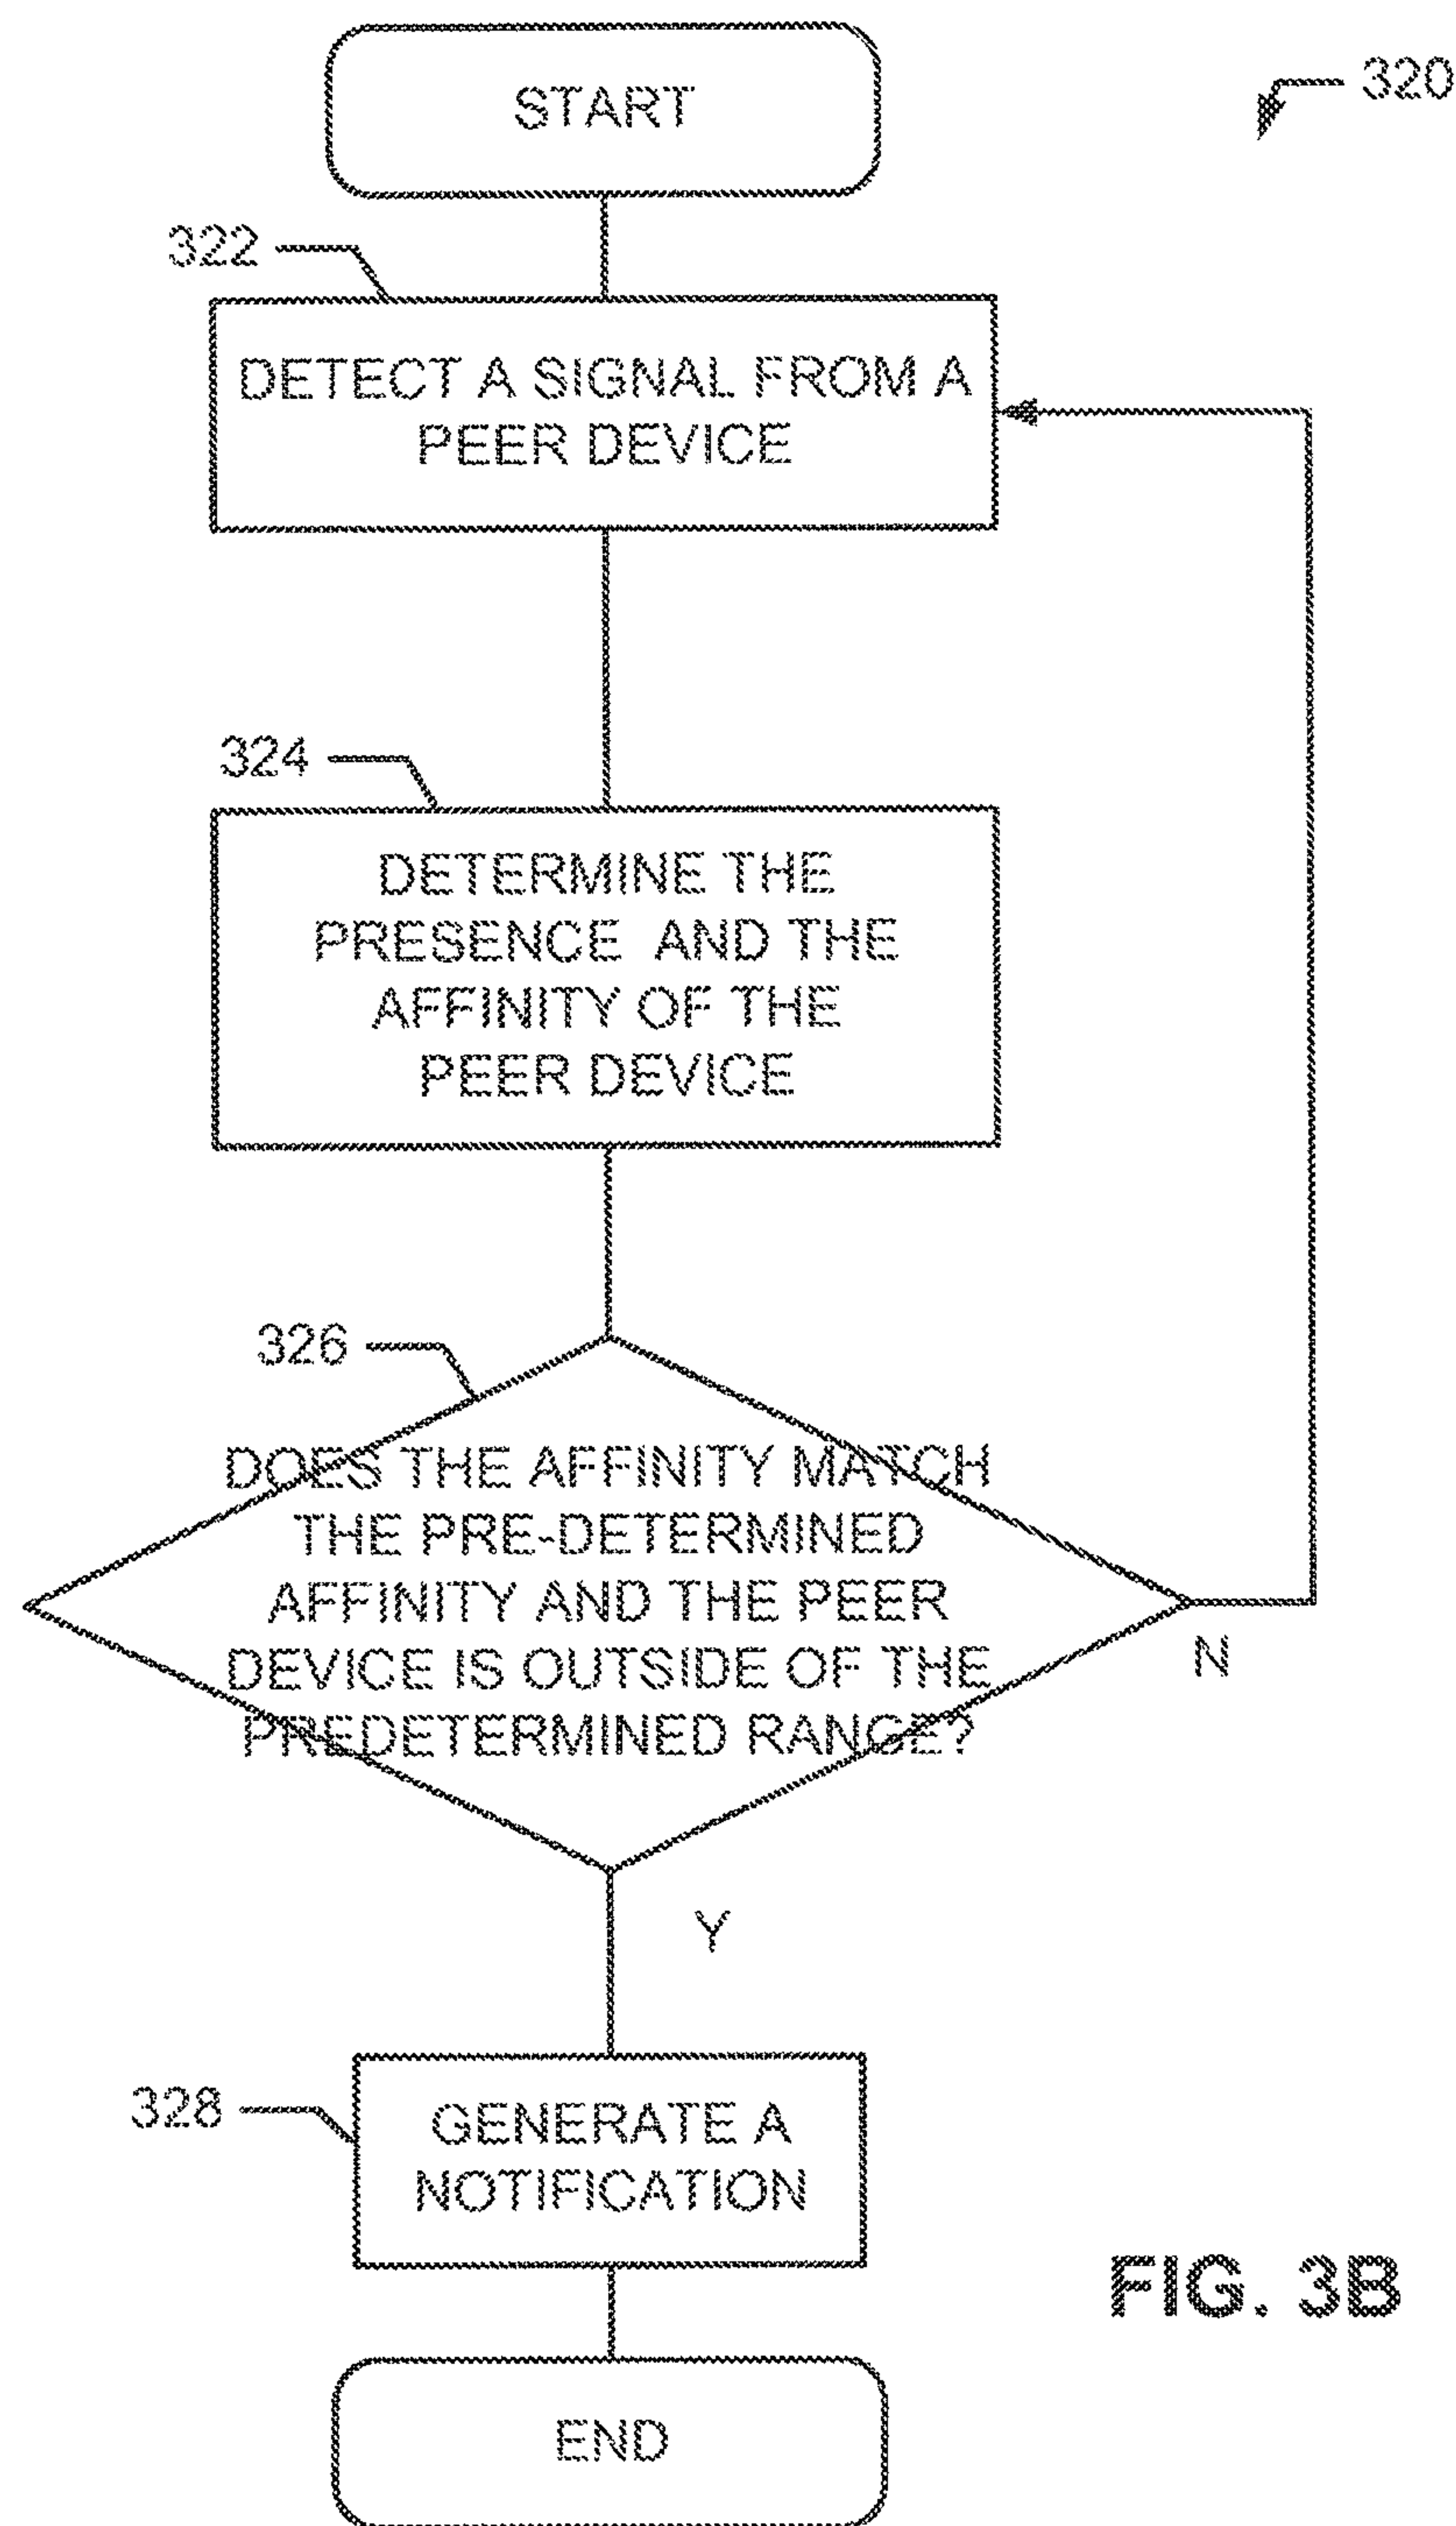 START
320
322
DETECT A SIGNAL FROM A
PEER DEVICE
324
DETERMINE THE
PRESENCE AND THE
AFFINITY OF THE
PEER DEVICE
326
DOES THE AFFINITY MATCH
THE PRE-DETERMINED
AFFINITY AND THE PEER
DEVICE IS OUTSIDE OF THE
PREDETERMINED RANGE?
N
Y
328
GENERATE A
NOTIFICATION
FIG. 3B
END